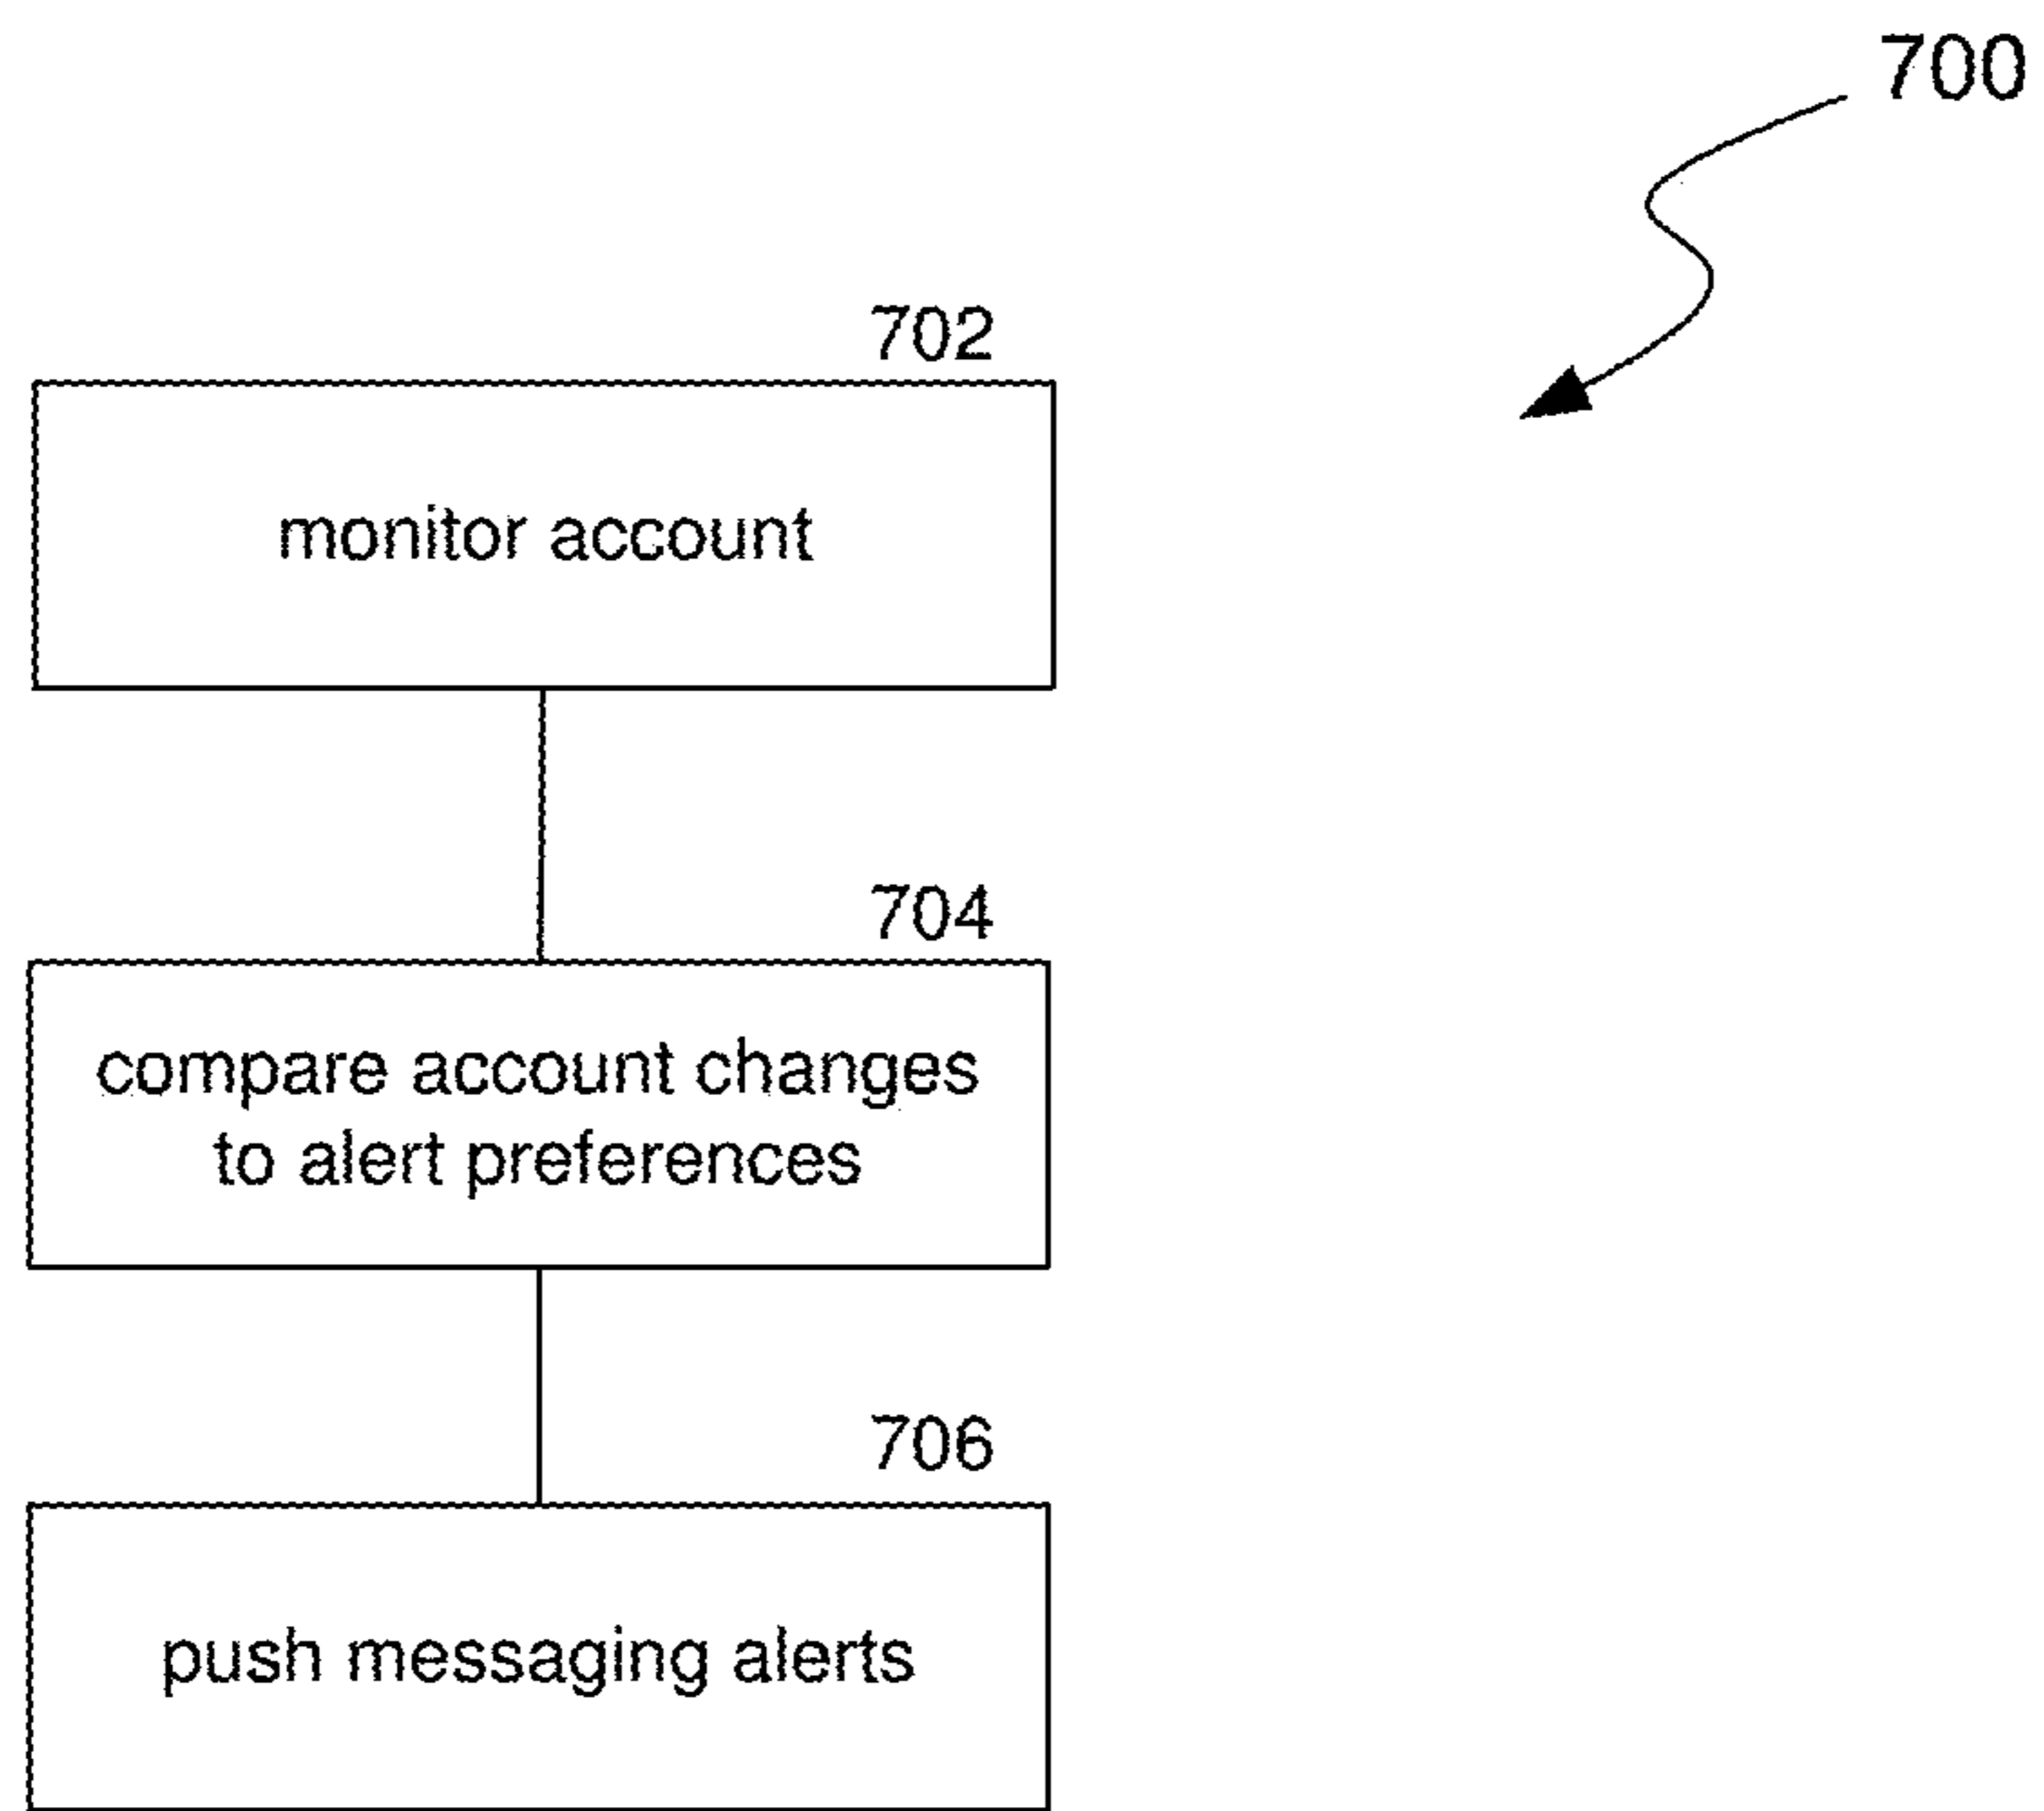 700
702
monitor account
704
compare account changes
to alert preferences
706
push messaging alerts